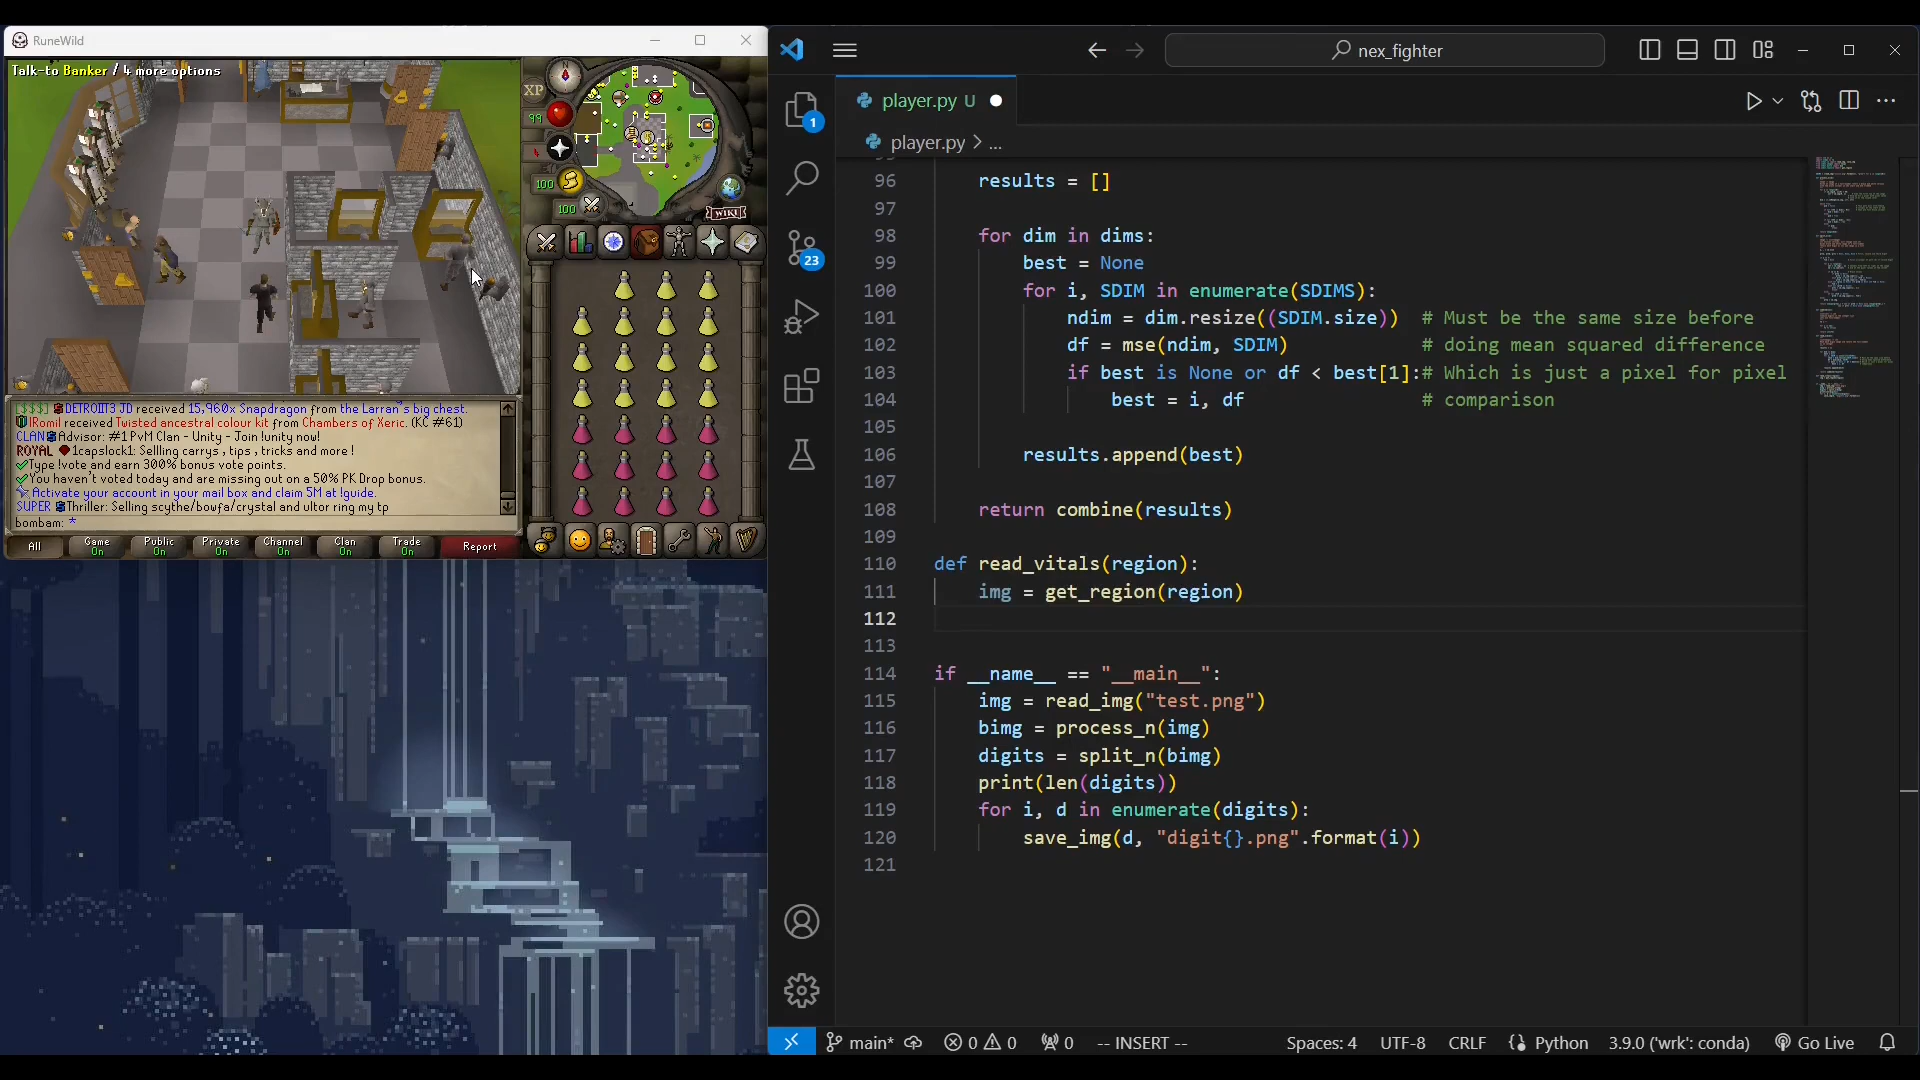 RuneWild
Talk-to Banker / 4 more options
XP
99
100
100
WIKI
[$$$] DETROIIT3 JD received 15,960x Snapdragon from the Larran's big chest.
IRomil received Twisted ancestral colour kit from Chambers of Xeric. (KC #61)
CLAN Advisor: #1 PvM Clan - Unity - Join !unity now!
ROYAL 1capslock1: Sellling carrys , tips , tricks and more !
Type !vote and earn 300% bonus vote points.
You haven't voted today and are missing out on a 50% PK Drop bonus.
Activate your account in your mail box and claim 5M at !guide.
SUPER Thriller: Selling scythe/bowfa/crystal and ultor ring my tp
bombam: *
All
Game
On
Public
On
Private
On
Channel
On
Clan
On
Trade
On
Report
nex_fighter
player.py U
player.py > ...
1
23
96 results = []
97
98 for dim in dims:
99 best = None
100 for i, SDIM in enumerate(SDIMS):
101 ndim = dim.resize((SDIM.size)) # Must be the same size before
102 df = mse(ndim, SDIM) # doing mean squared difference
103 if best is None or df < best[1]:# Which is just a pixel for pixel
104 best = i, df # comparison
105
106 results.append(best)
107
108 return combine(results)
109
110 def read_vitals(region):
111 img = get_region(region)
112
113
114 if __name__ == "__main__":
115 img = read_img("test.png")
116 bimg = process_n(img)
117 digits = split_n(bimg)
118 print(len(digits))
119 for i, d in enumerate(digits):
120 save_img(d, "digit{}.png".format(i))
121
main* 0 0 0 -- INSERT -- Spaces: 4 UTF-8 CRLF Python 3.9.0 ('wrk': conda) Go Live